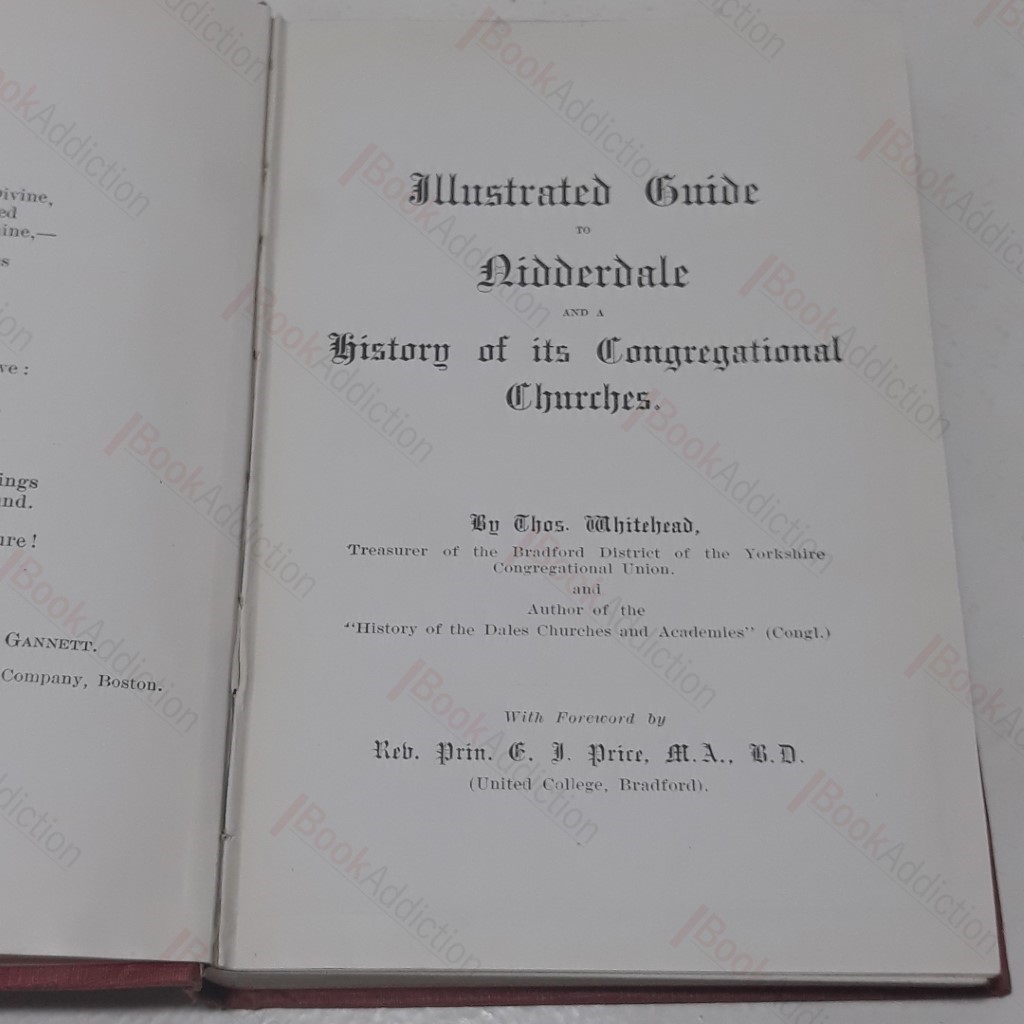 ivine,
ed
ine,—
s
ve:
ings
nd.
ure!
GANNETT.
Company, Boston.
Illustrated Guide
TO
Nidderdale
AND A
History of its Congregational
Churches.
By Thos. Whitehead,
Treasurer of the Bradford District of the Yorkshire
Congregational Union.
and
Author of the
"History of the Dales Churches and Academies" (Congl.)
With Foreword by
Rev. Prin. E. J. Price, M.A., B.D.
(United College, Bradford).
BookAddiction